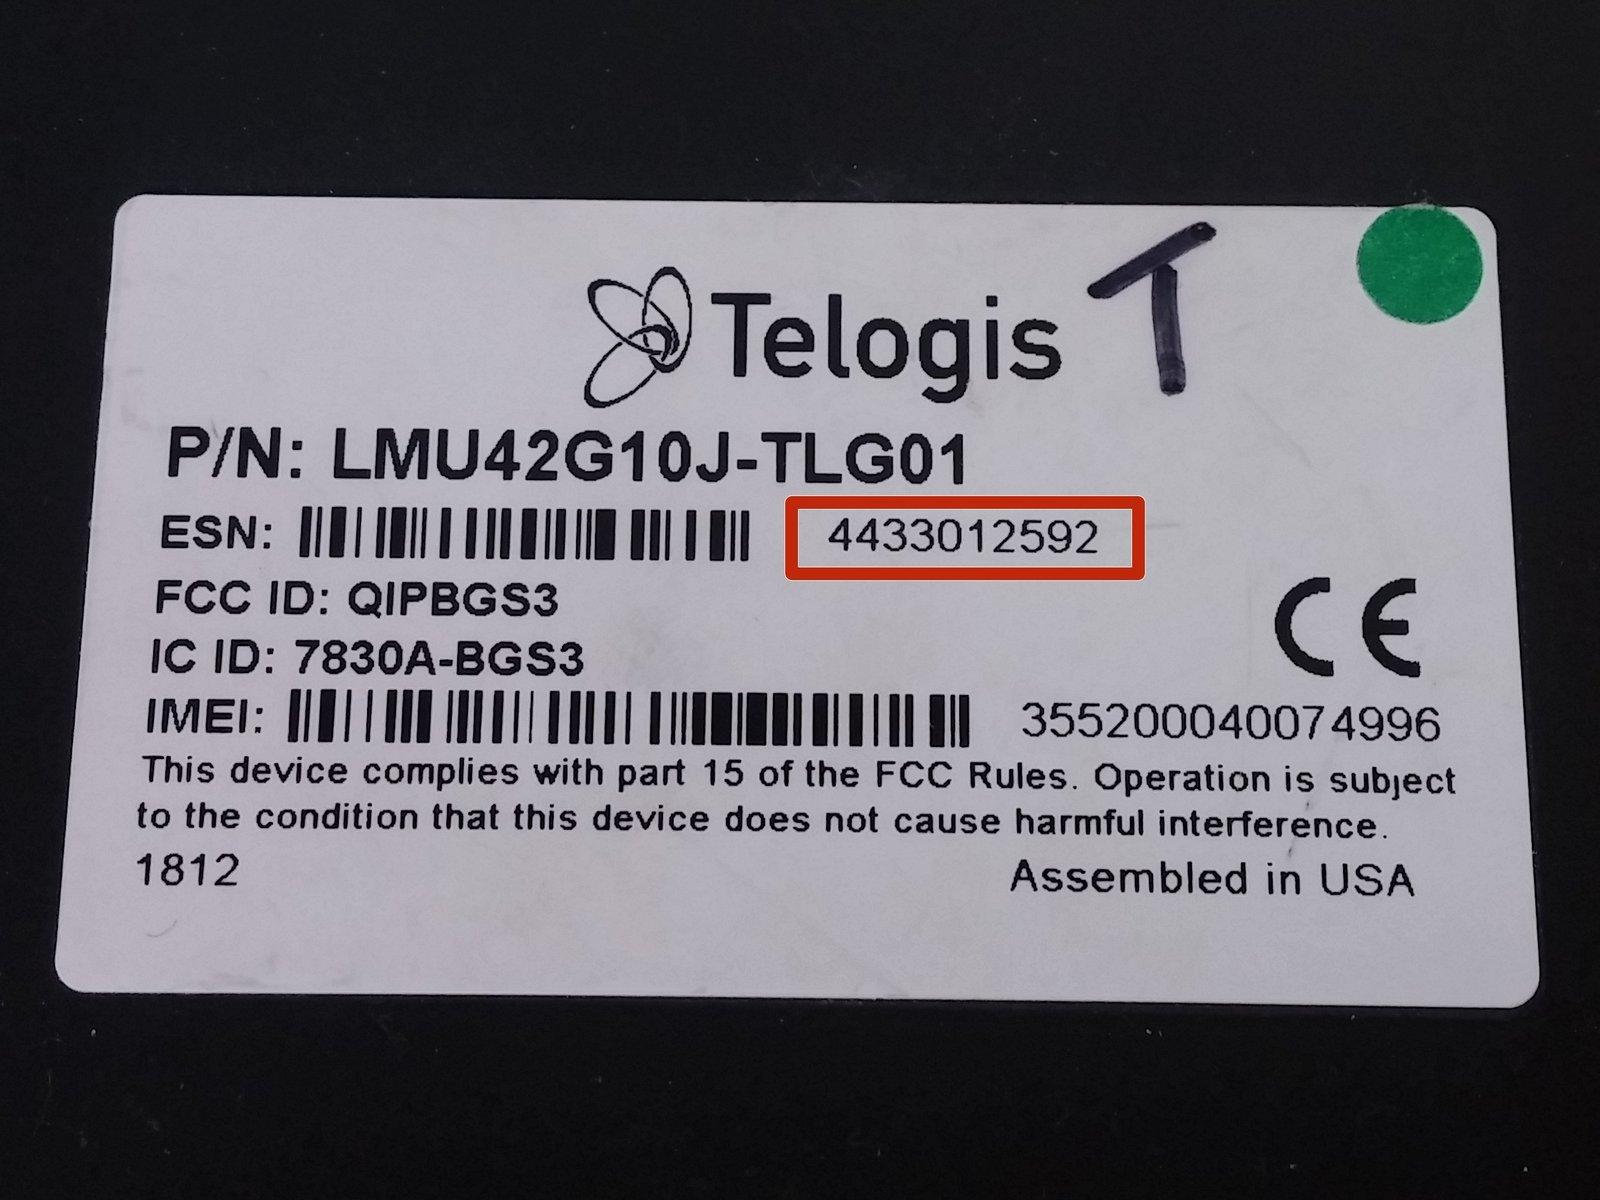 Telogis T
P/N: LMU42G10J-TLG01
ESN: 4433012592
FCC ID: QIPBGS3
IC ID: 7830A-BGS3
CE
IMEI: 355200040074996
This device complies with part 15 of the FCC Rules. Operation is subject
to the condition that this device does not cause harmful interference.
1812 Assembled in USA